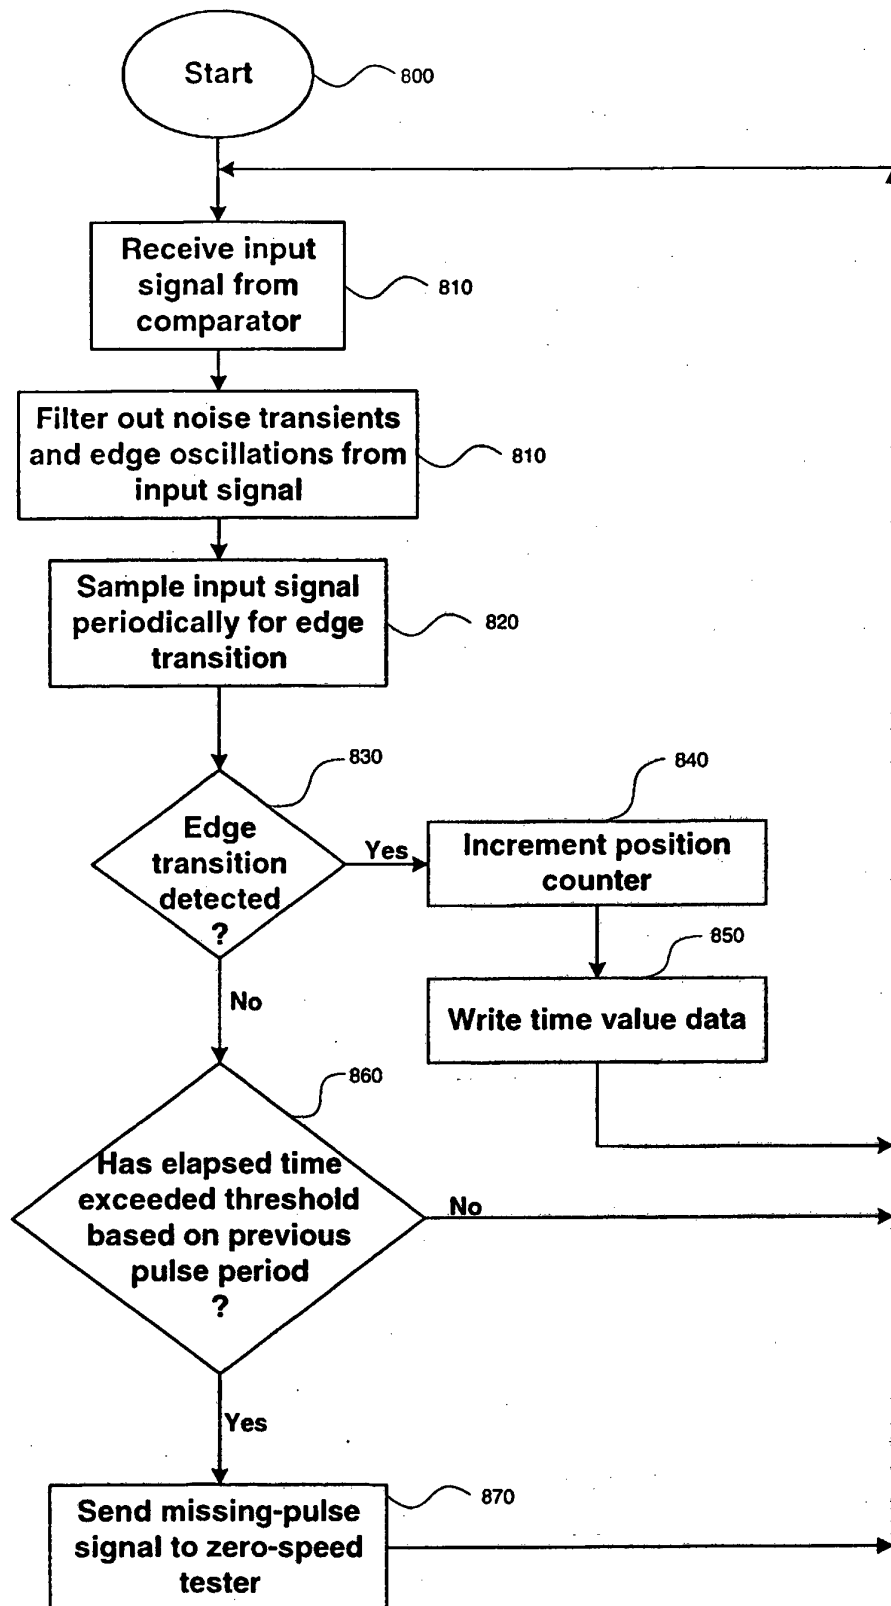 Start
800
Receive input
signal from
comparator
810
Filter out noise transients
and edge oscillations from
input signal
810
Sample input signal
periodically for edge
transition
820
830
Edge
transition
detected
?
Yes
840
Increment position
counter
850
Write time value data
No
860
Has elapsed time
exceeded threshold
based on previous
pulse period
?
No
Yes
870
Send missing-pulse
signal to zero-speed
tester